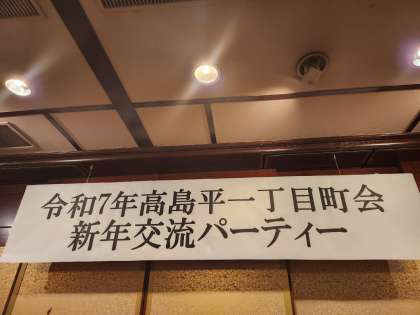 令和7年高島平一丁目町会
新年交流パーティー